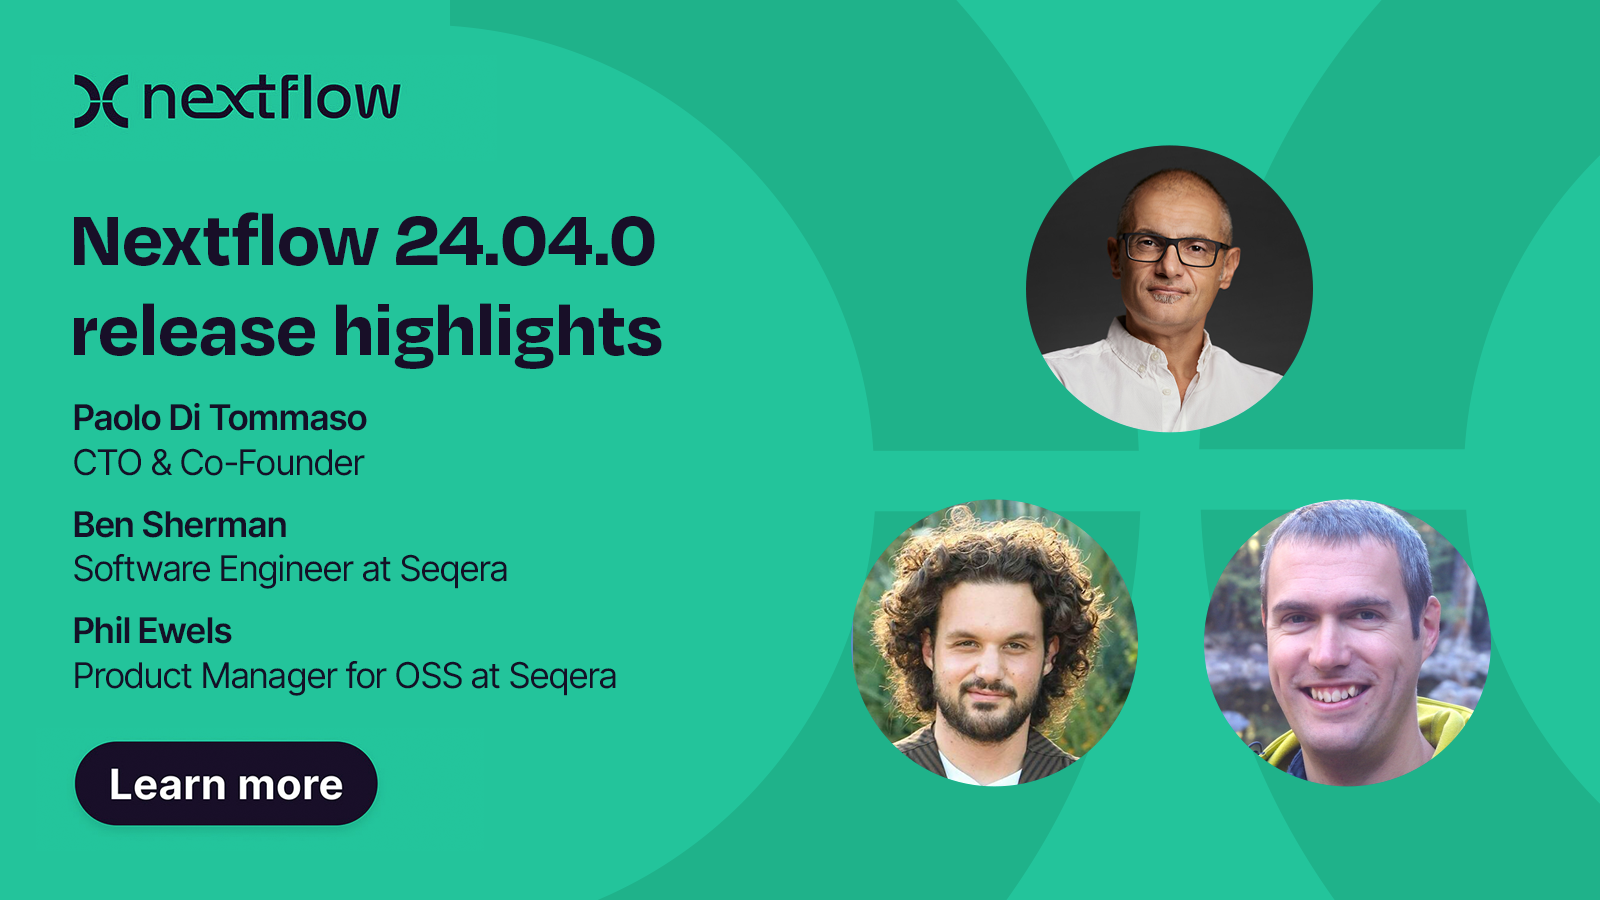 nextflow
Nextflow 24.04.0
release highlights
Paolo Di Tommaso
CTO & Co-Founder
Ben Sherman
Software Engineer at Seqera
Phil Ewels
Product Manager for OSS at Seqera
Learn more